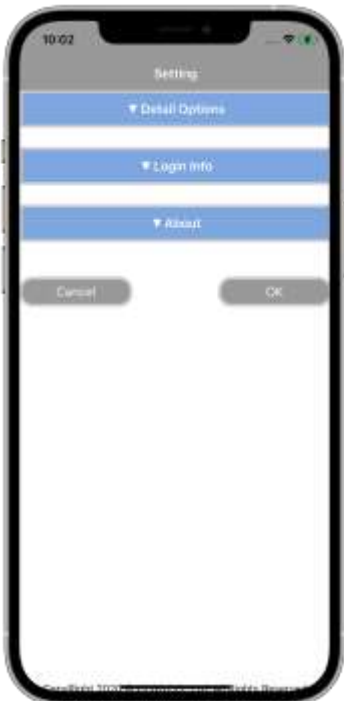 10:02
Setting
▼ Detail Options
▼ Login Info
▼ About
Cancel
OK